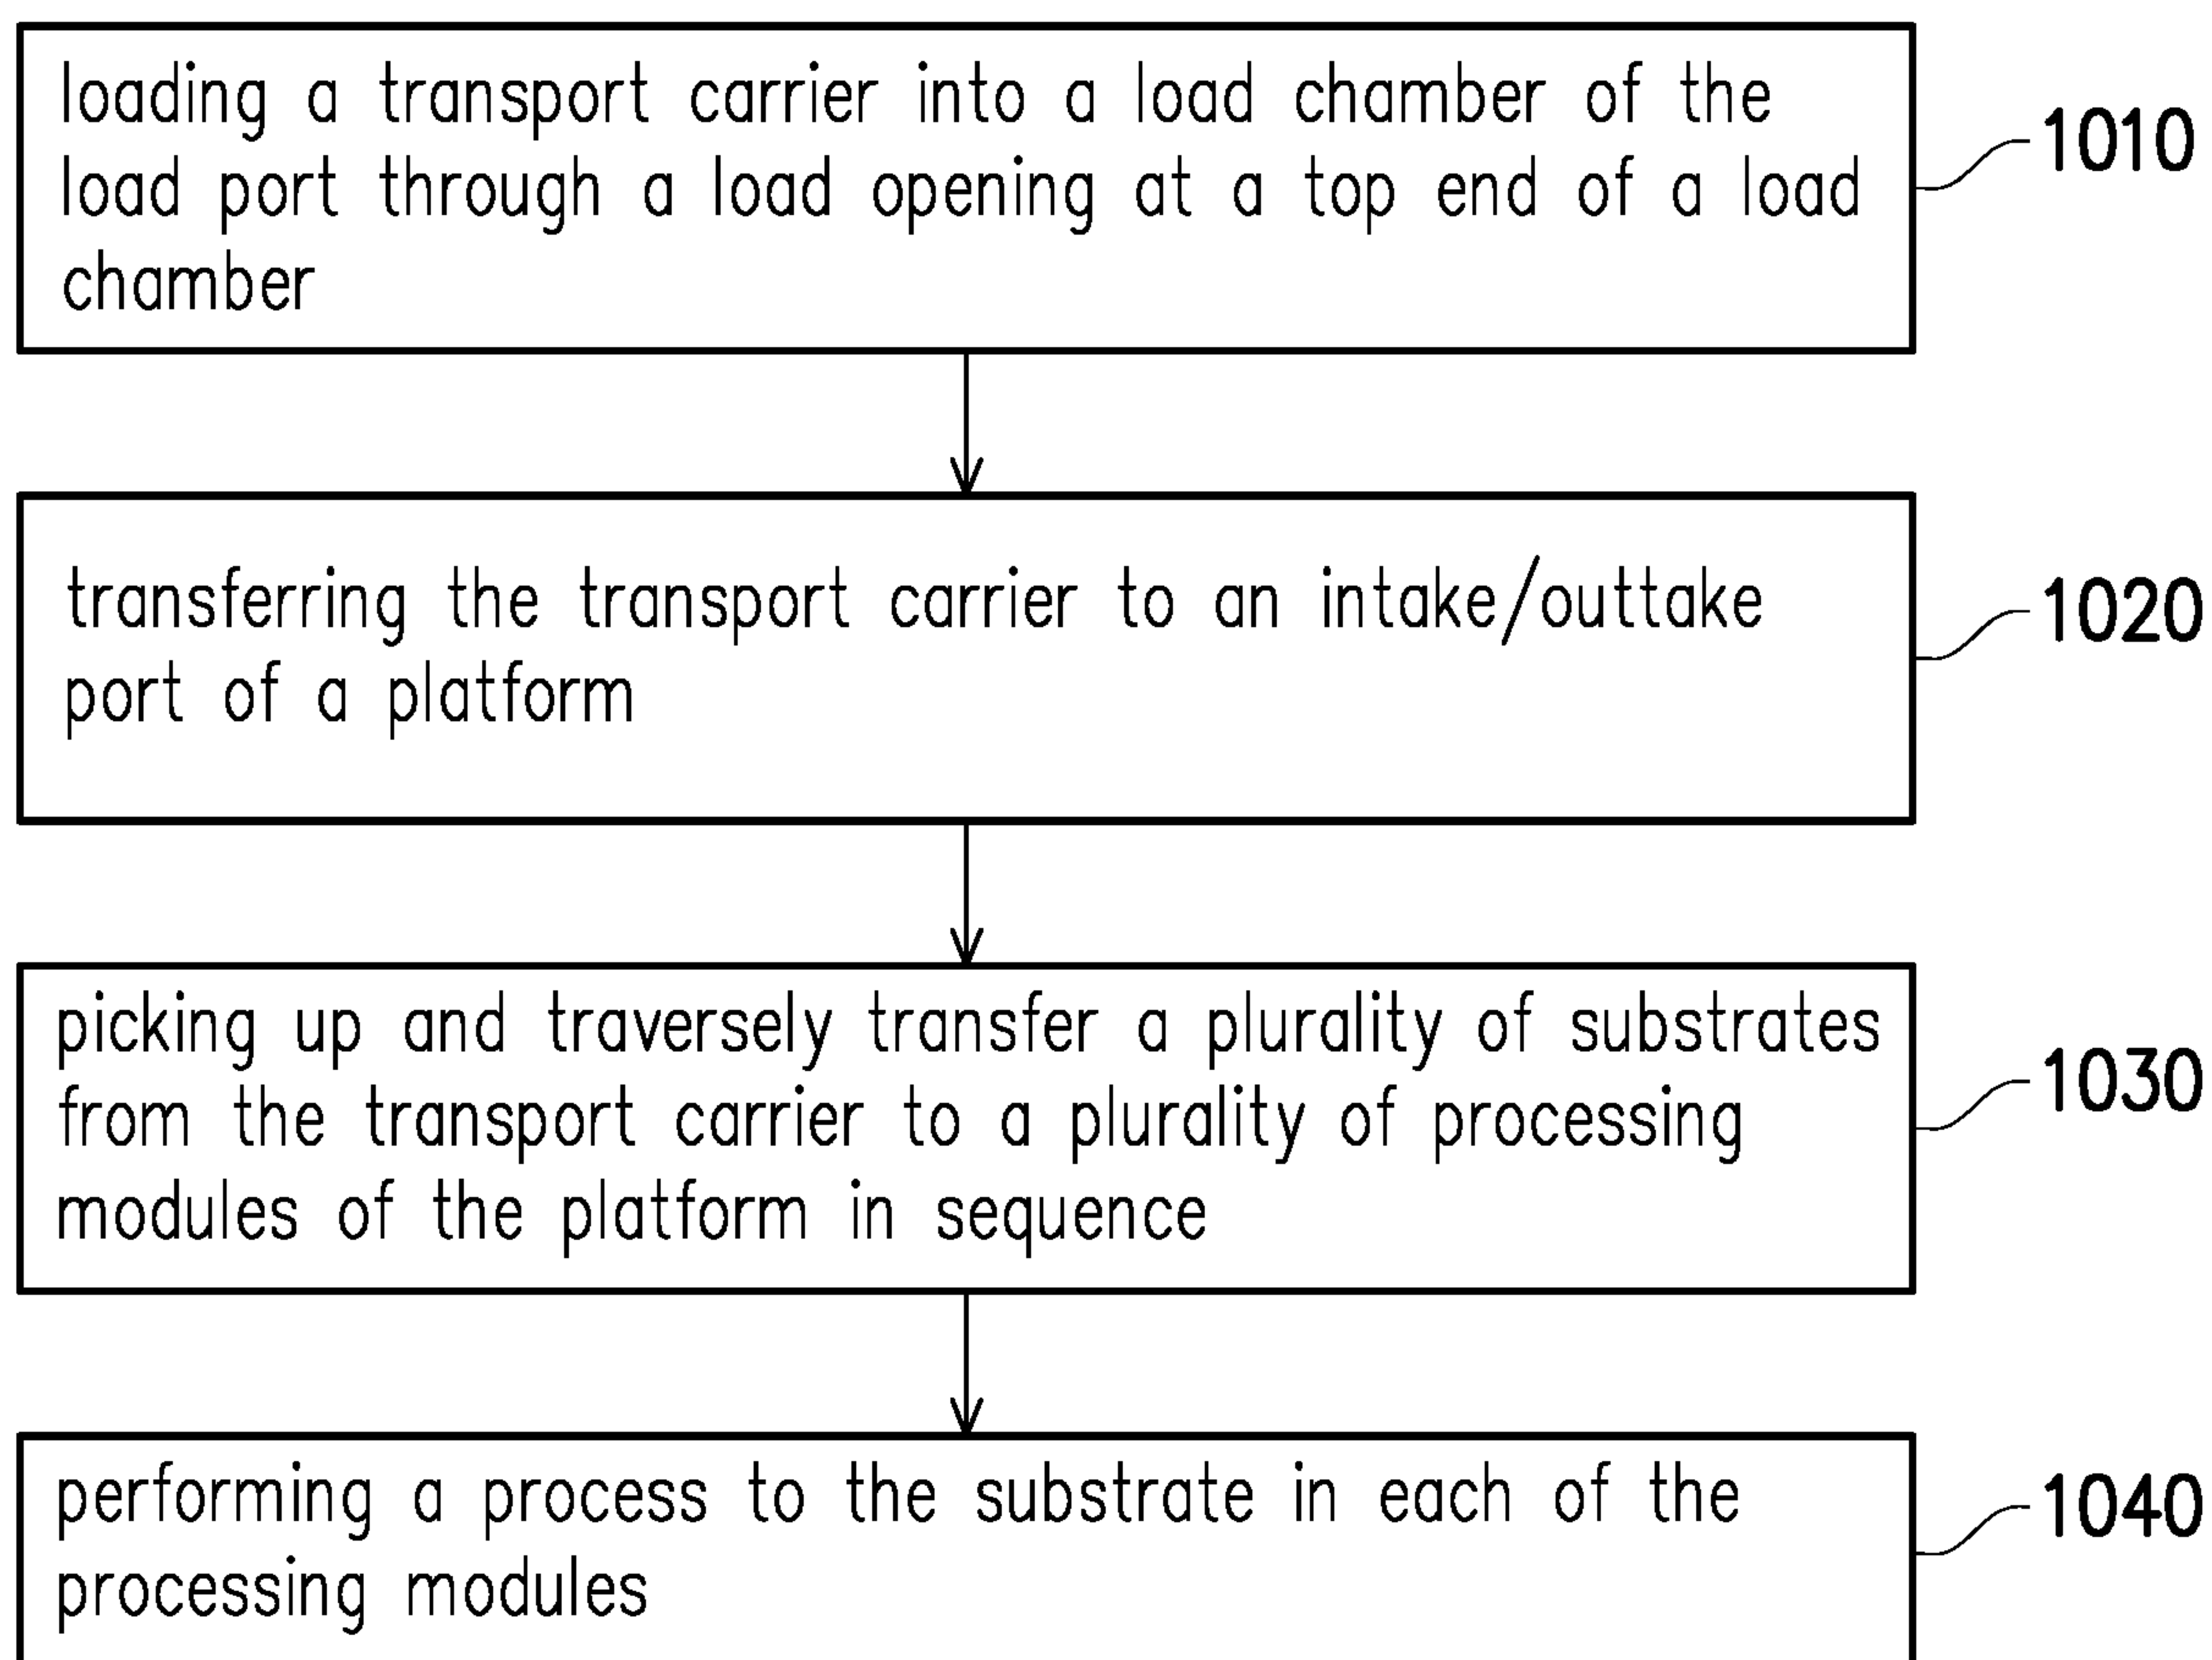 loading a transport carrier into a load chamber of the
load port through a load opening at a top end of a load
chamber
1010
transferring the transport carrier to an intake/outtake
port of a platform
1020
picking up and traversely transfer a plurality of substrates
from the transport carrier to a plurality of processing
modules of the platform in sequence
1030
performing a process to the substrate in each of the
processing modules
1040